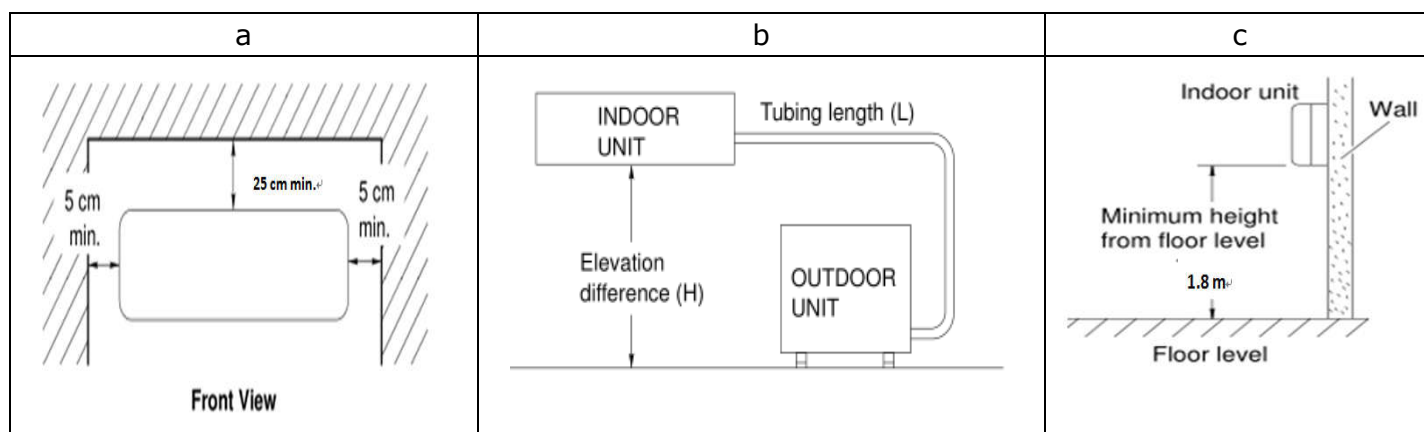 a
b
c
25 cm min.
5 cm
min.
5 cm
min.
Front View
INDOOR
UNIT
Tubing length (L)
Elevation
difference (H)
OUTDOOR
UNIT
Indoor unit
Wall
Minimum height
from floor level
1.8 m
Floor level